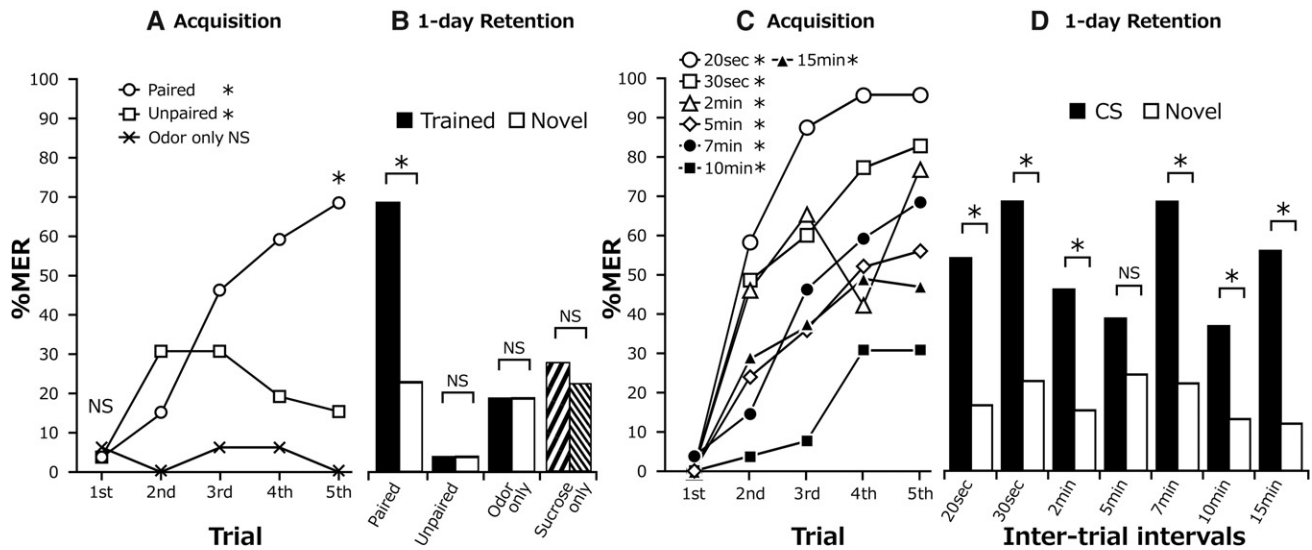 A Acquisition
%MER
100
90
80
70
60
50
40
30
20
10
0
Paired *
Unpaired *
Odor only NS
NS
*
1st 2nd 3rd 4th 5th
Trial
B 1-day Retention
Trained Novel
*
NS
NS
NS
Paired
Unpaired
Odor
only
Sucrose
only
C Acquisition
%MER
100
90
80
70
60
50
40
30
20
10
0
20sec * 15min *
30sec *
2min *
5min *
7min *
10min *
1st 2nd 3rd 4th 5th
Trial
D 1-day Retention
CS Novel
*
*
*
NS
*
*
*
20sec
30sec
2min
5min
7min
10min
15min
Inter-trial intervals